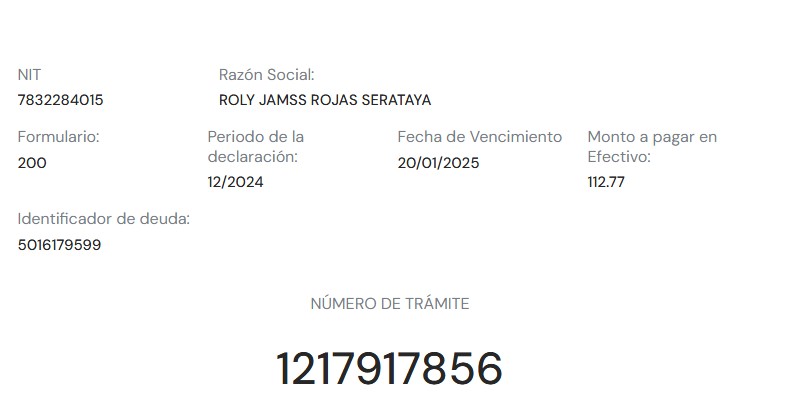 NIT
Razón Social:
7832284015
ROLY JAMSS ROJAS SERATAYA
Formulario:
Periodo de la
declaración:
Fecha de Vencimiento
Monto a pagar en
Efectivo:
200
12/2024
20/01/2025
112.77
Identificador de deuda:
5016179599
NÚMERO DE TRÁMITE
1217917856